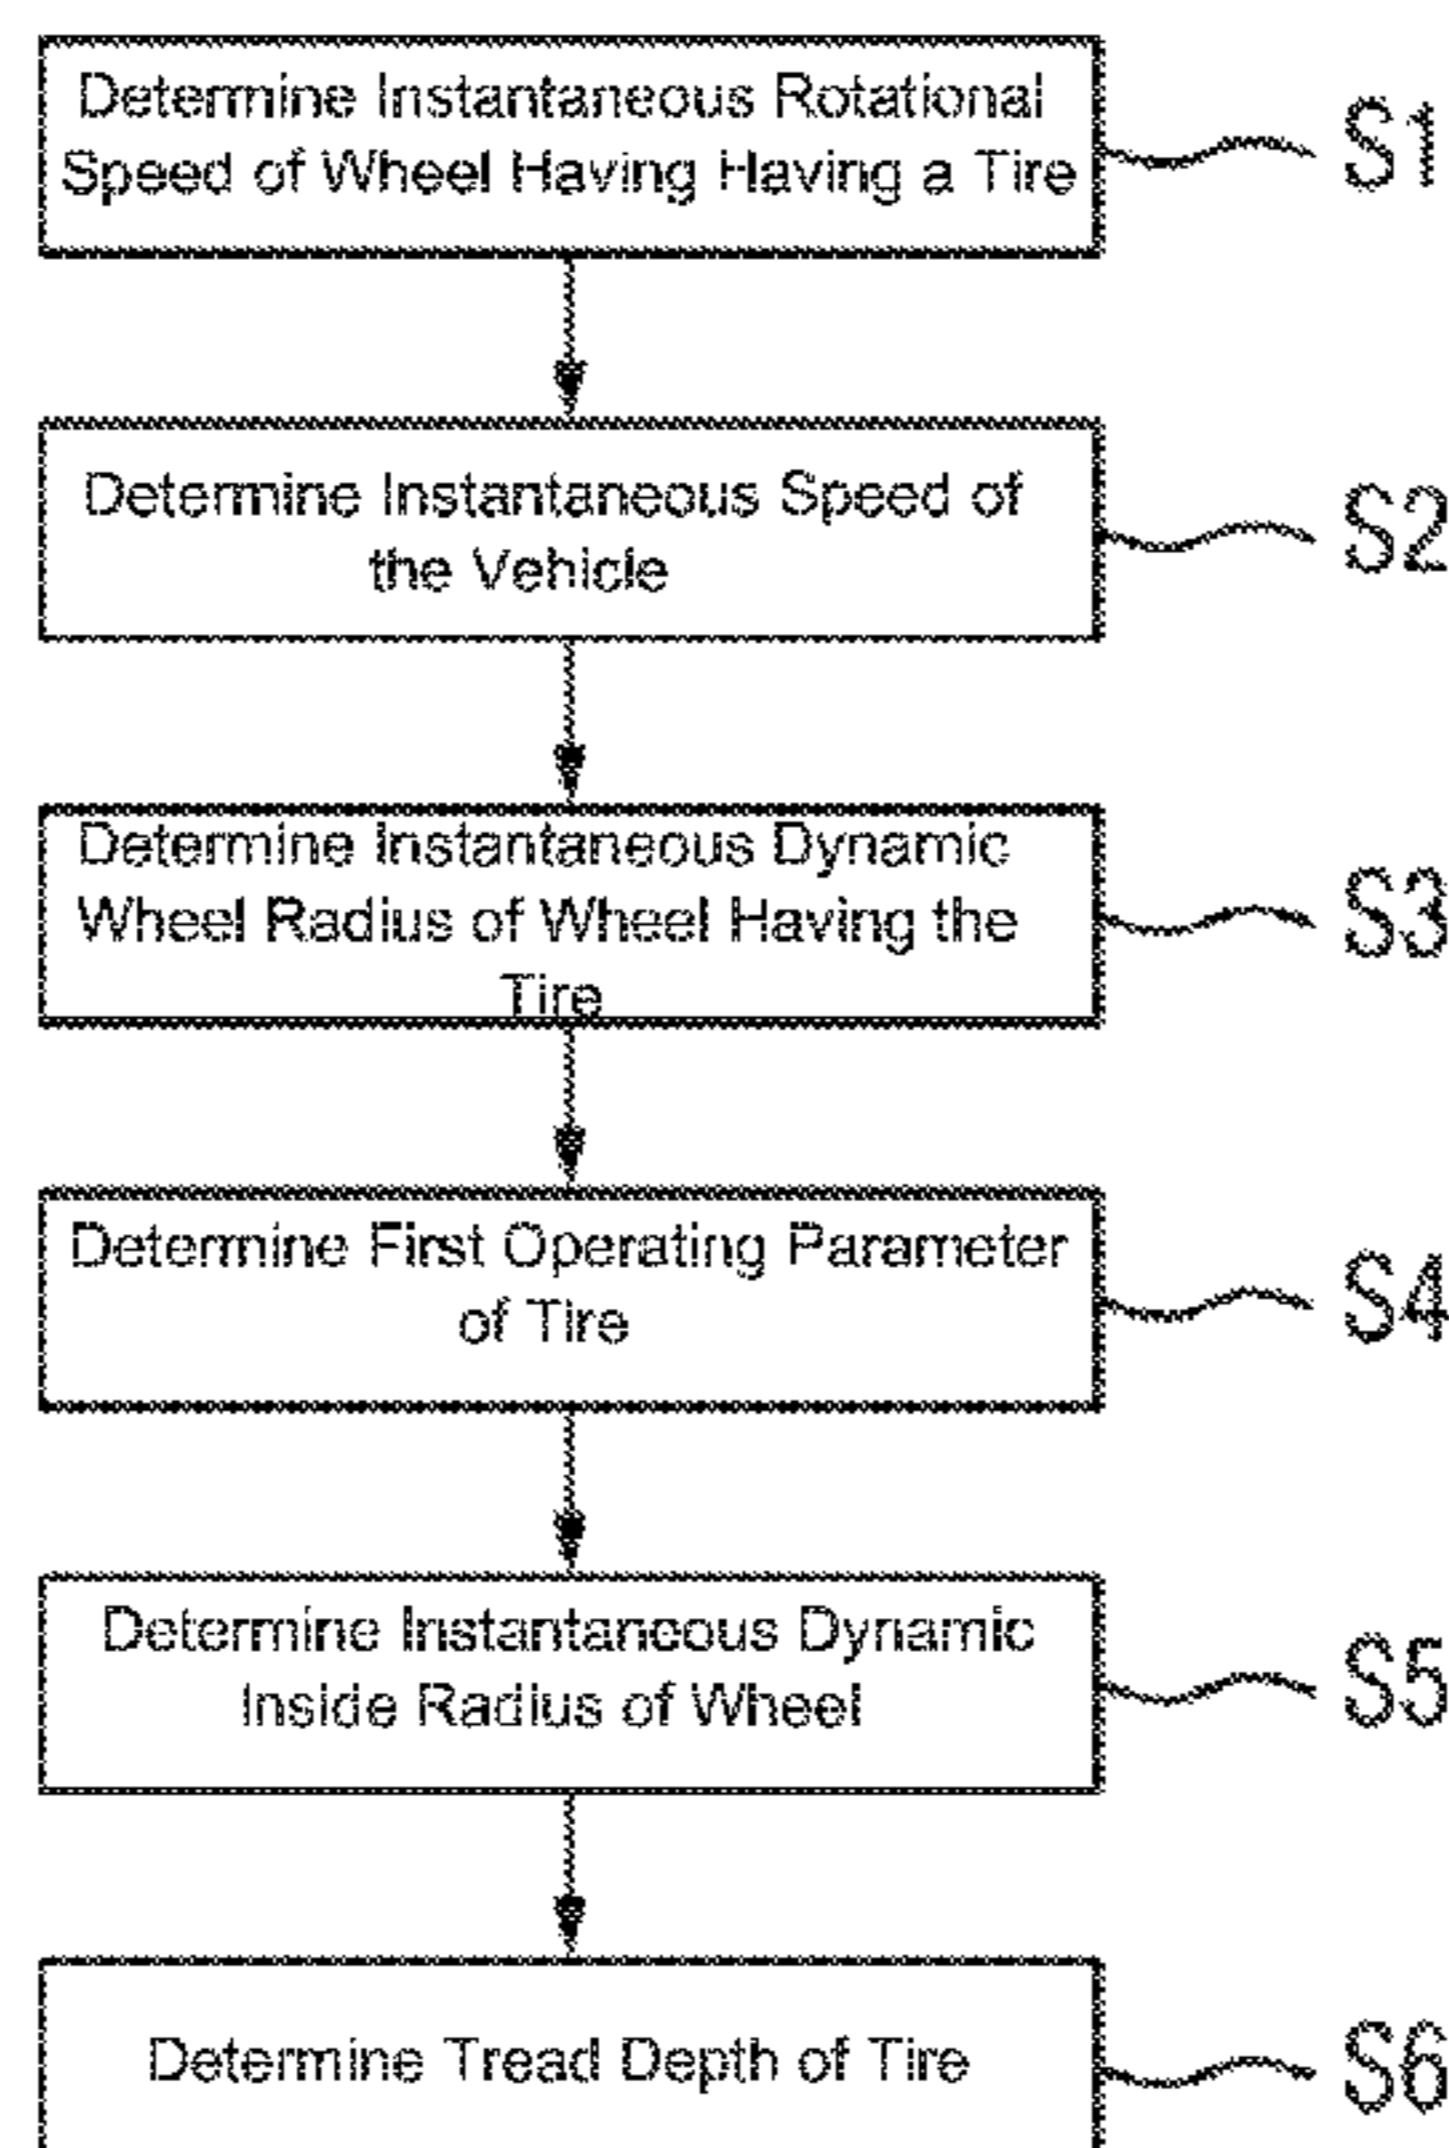 Determine Instantaneous Rotational
Speed of Wheel Having Having a Tire
S1
Determine Instantaneous Speed of
the Vehicle
S2
Determine Instantaneous Dynamic
Wheel Radius of Wheel Having the
Tire
S3
Determine First Operating Parameter
of Tire
S4
Determine Instantaneous Dynamic
Inside Radius of Wheel
S5
Determine Tread Depth of Tire
S6